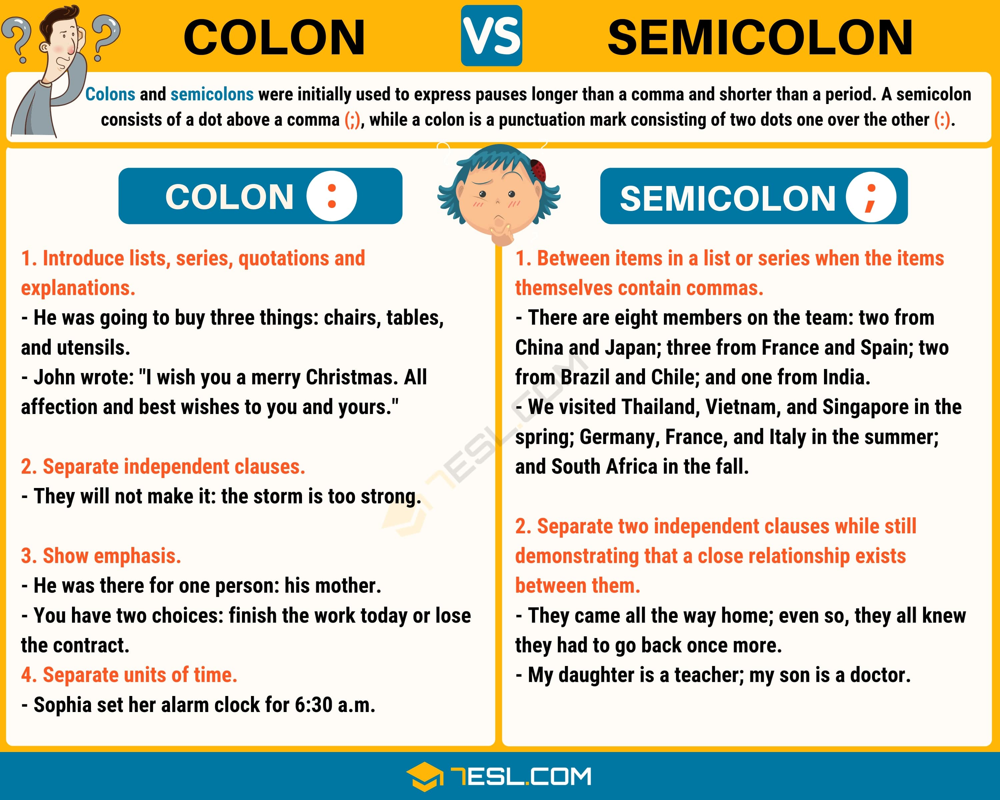 COLON VS SEMICOLON
Colons and semicolons were initially used to express pauses longer than a comma and shorter than a period. A semicolon
consists of a dot above a comma (;), while a colon is a punctuation mark consisting of two dots one over the other (:).
COLON :
1. Introduce lists, series, quotations and
explanations.
- He was going to buy three things: chairs, tables,
and utensils.
- John wrote: "I wish you a merry Christmas. All
affection and best wishes to you and yours."
2. Separate independent clauses.
- They will not make it: the storm is too strong.
3. Show emphasis.
- He was there for one person: his mother.
- You have two choices: finish the work today or lose
the contract.
4. Separate units of time.
- Sophia set her alarm clock for 6:30 a.m.
SEMICOLON ;
1. Between items in a list or series when the items
themselves contain commas.
- There are eight members on the team: two from
China and Japan; three from France and Spain; two
from Brazil and Chile; and one from India.
- We visited Thailand, Vietnam, and Singapore in the
spring; Germany, France, and Italy in the summer;
and South Africa in the fall.
2. Separate two independent clauses while still
demonstrating that a close relationship exists
between them.
- They came all the way home; even so, they all knew
they had to go back once more.
- My daughter is a teacher; my son is a doctor.
7ESL.COM
7ESL.COM